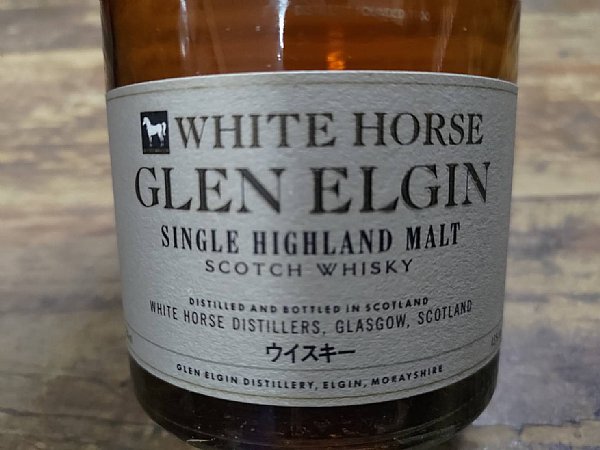 WHITE HORSE
GLEN ELGIN
SINGLE HIGHLAND MALT
SCOTCH WHISKY
DISTILLED AND BOTTLED IN SCOTLAND
WHITE HORSE DISTILLERS, GLASGOW, SCOTLAND
ウイスキー
GLEN ELGIN DISTILLERY, ELGIN, MORAYSHIRE